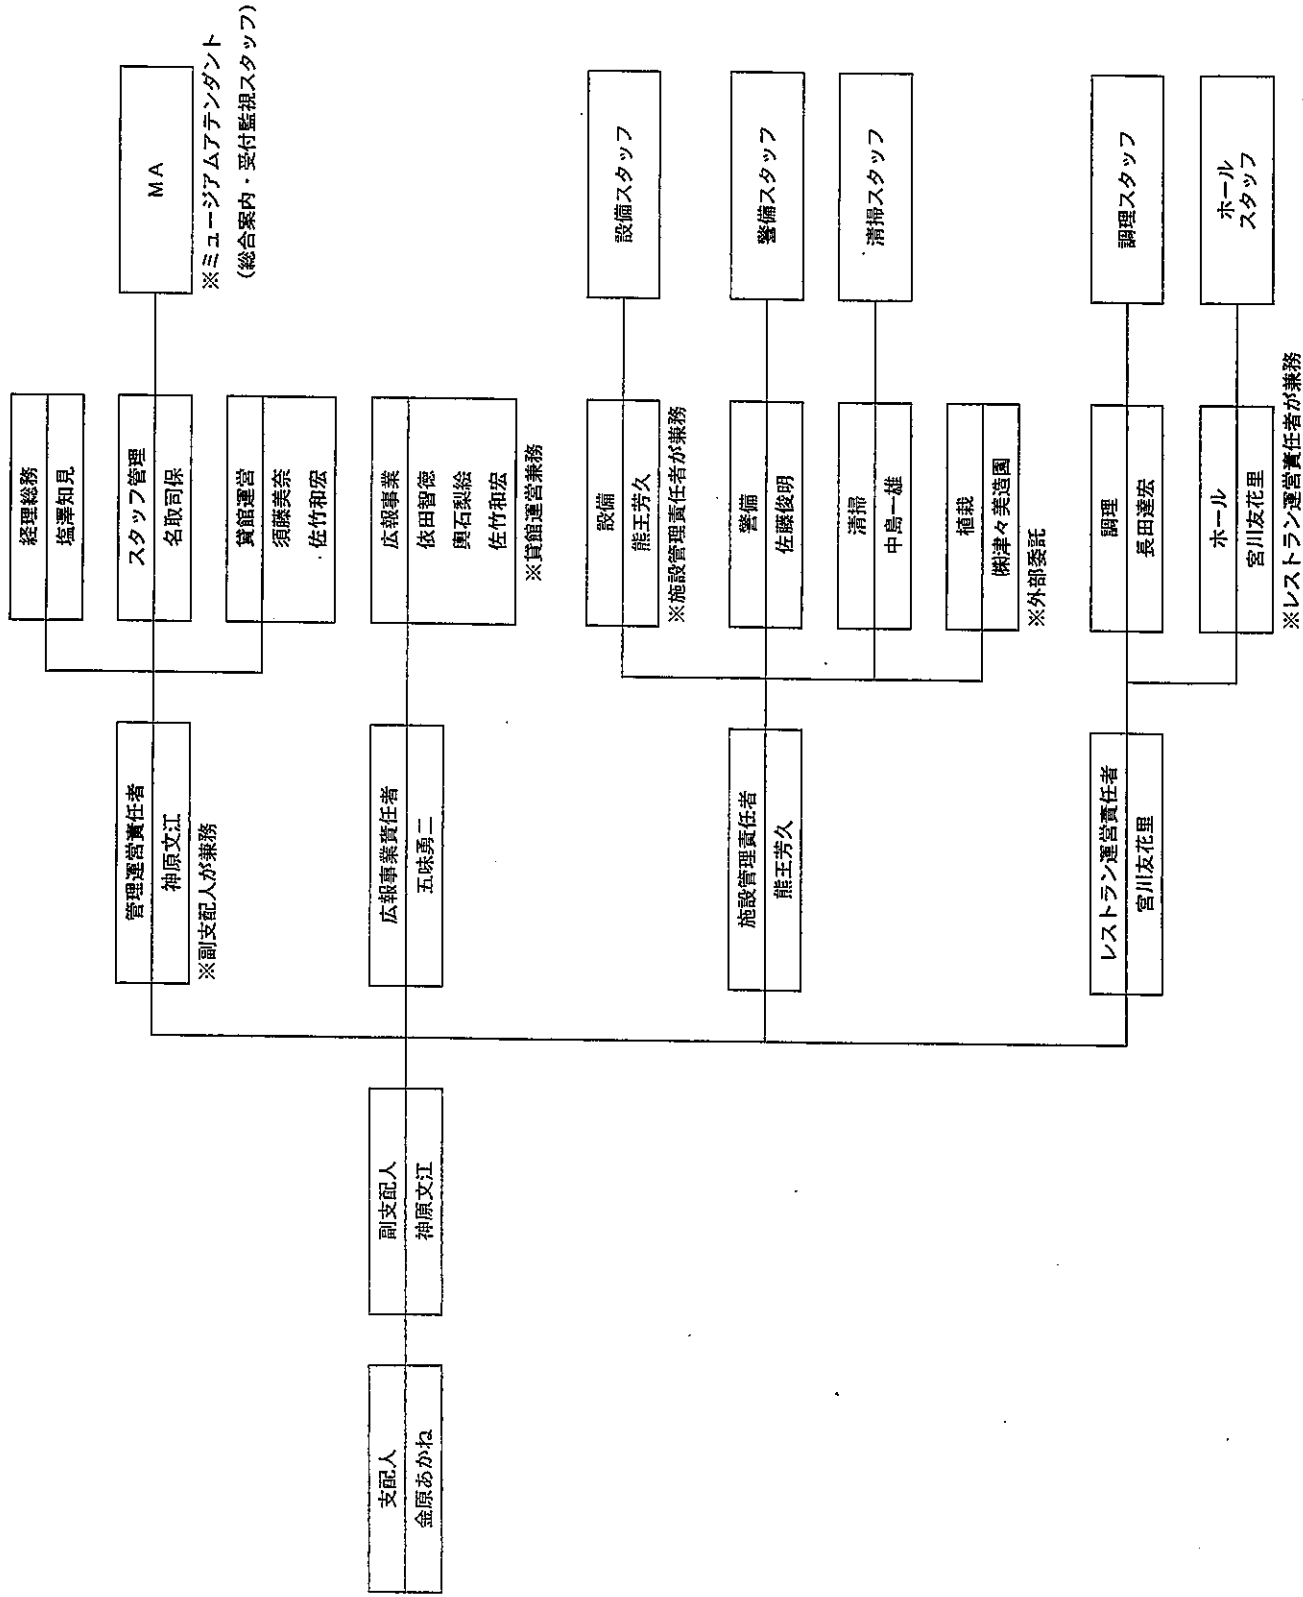 支配人
金原あかね
副支配人
神原文江
管理運営責任者
神原文江
※副支配人が兼務
経理総務
塩澤知見
スタッフ管理
名取司保
貸館運営
須藤美奈
佐竹和宏
MA
※ミュージアムアテンダント
(総合案内・受付監視スタッフ)
広報事業責任者
五味勇二
広報事業
依田智徳
輿石梨絵
佐竹和宏
※貸館運営兼務
施設管理責任者
熊王芳久
設備
熊王芳久
※施設管理責任者が兼務
設備スタッフ
警備
佐藤俊明
警備スタッフ
清掃
中島一雄
清掃スタッフ
植栽
㈱津々美造園
※外部委託
レストラン運営責任者
宮川友花里
調理
長田達宏
調理スタッフ
ホール
宮川友花里
※レストラン運営責任者が兼務
ホール
スタッフ